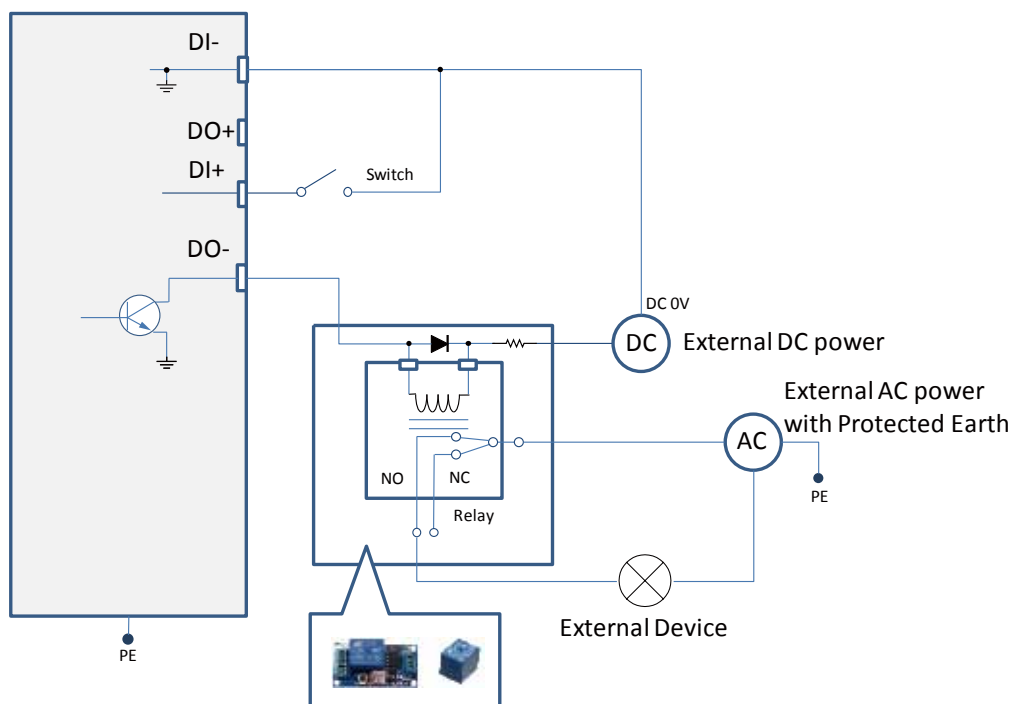 DI-
DO+
DI+
Switch
DO-
DC 0V
DC
External DC power
External AC power
with Protected Earth
AC
NO
NC
PE
Relay
External Device
PE